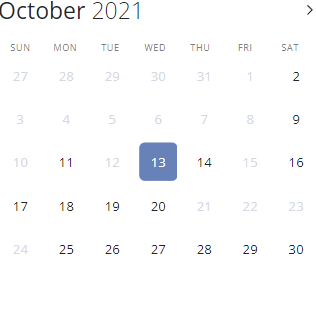 October 2021 >
SUN MON TUE WED THU FRI SAT
27 28 29 30 31 1 2
3 4 5 6 7 8 9
10 11 12 13 14 15 16
17 18 19 20 21 22 23
24 25 26 27 28 29 30